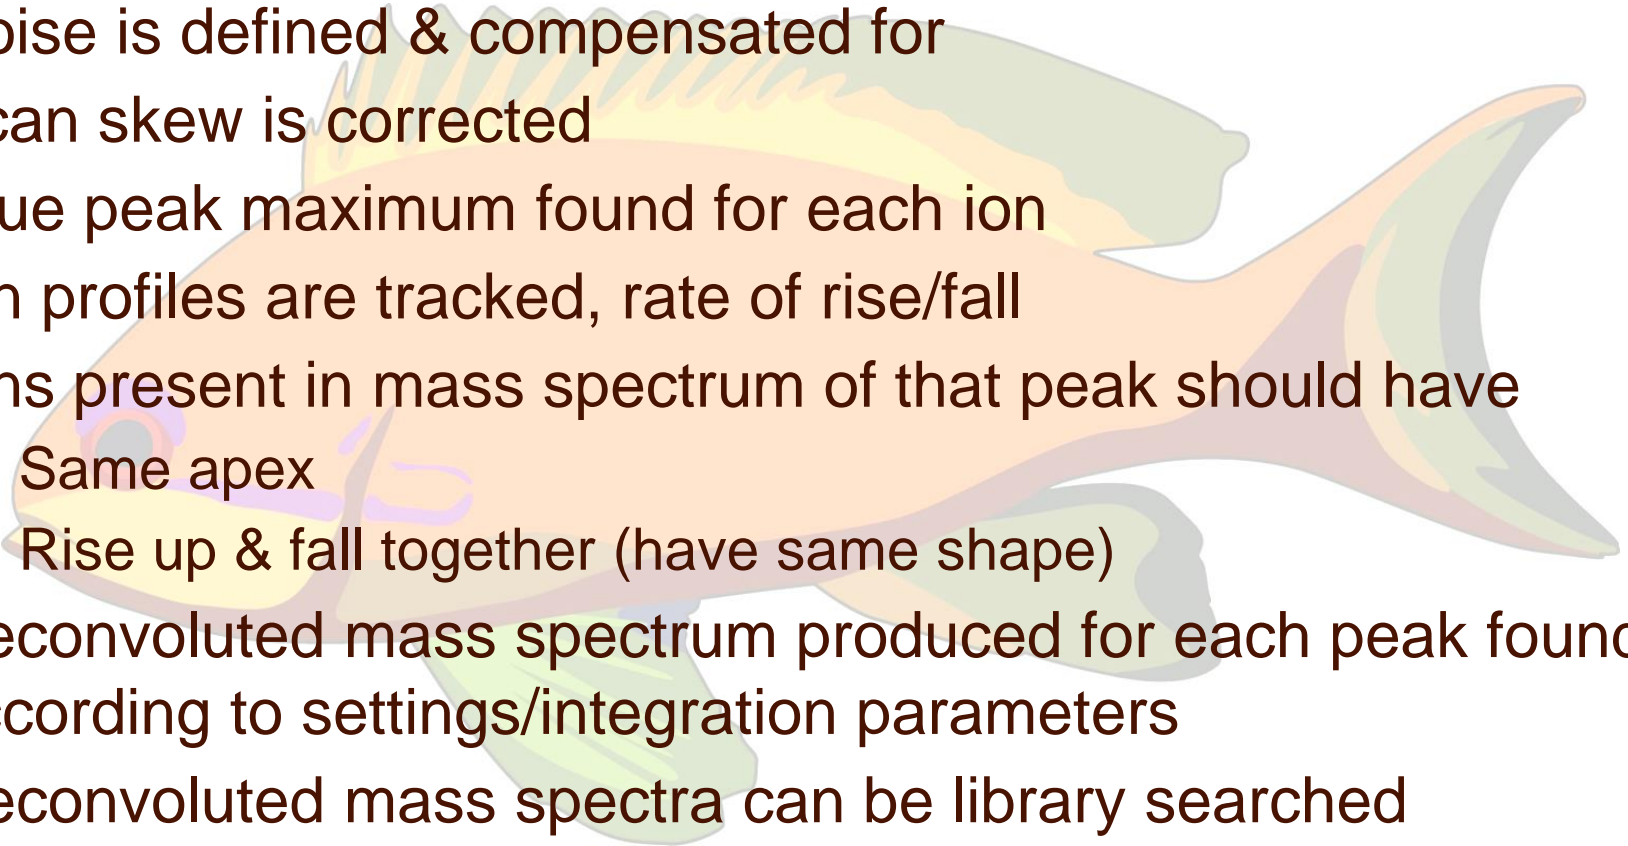 oise is defined & compensated for
can skew is corrected
ue peak maximum found for each ion
n profiles are tracked, rate of rise/fall
ns present in mass spectrum of that peak should have
Same apex
Rise up & fall together (have same shape)
econvoluted mass spectrum produced for each peak found
ccording to settings/integration parameters
econvoluted mass spectra can be library searched